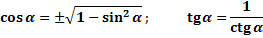 cos α = ±√(1 − sin² α) ;  tg α = 1/(ctg α)